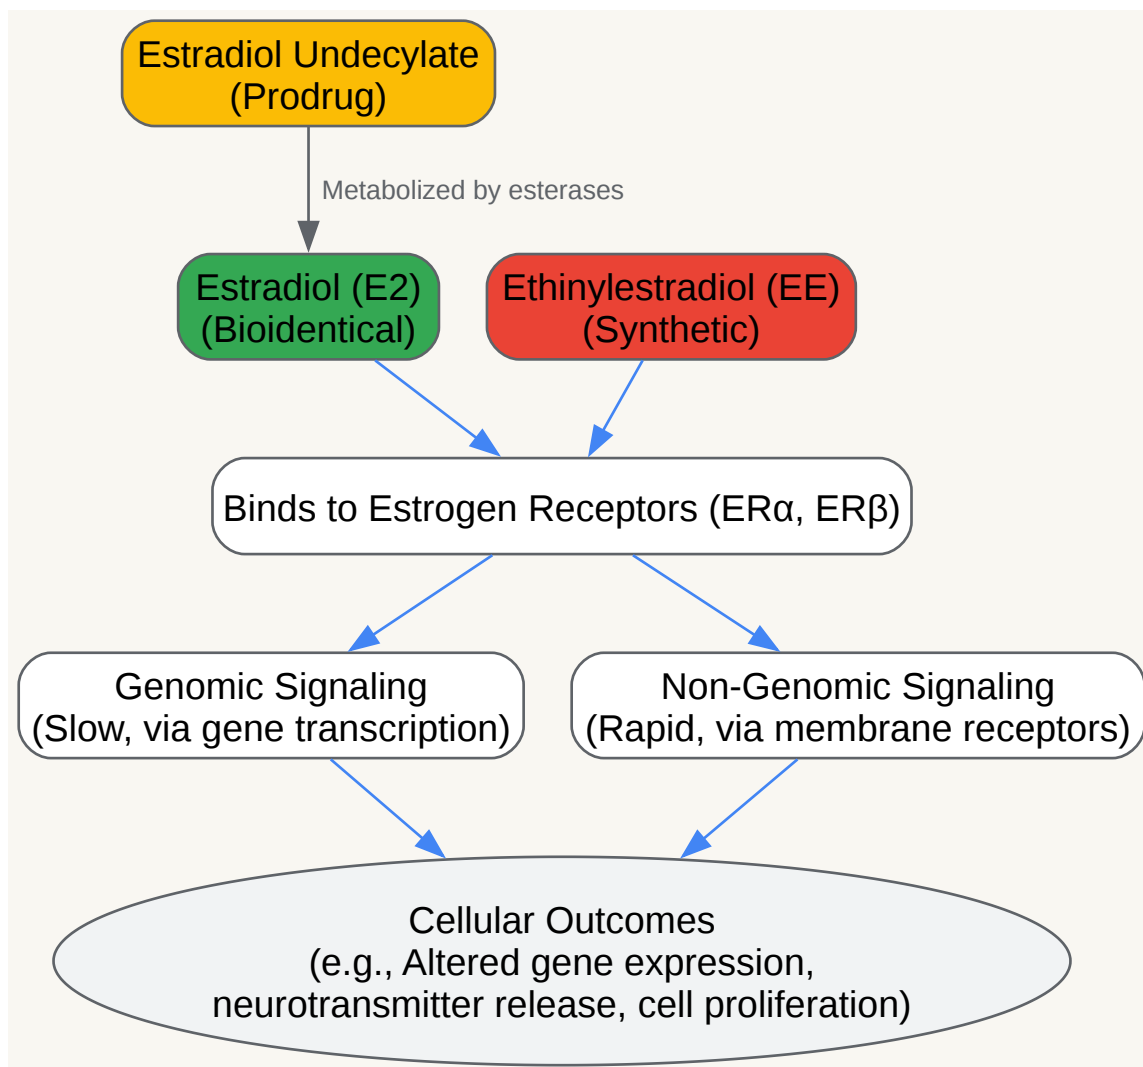 Estradiol Undecylate
(Prodrug)
Metabolized by esterases
Estradiol (E2)
(Bioidentical)
Ethinylestradiol (EE)
(Synthetic)
Binds to Estrogen Receptors (ERα, ERβ)
Genomic Signaling
(Slow, via gene transcription)
Non-Genomic Signaling
(Rapid, via membrane receptors)
Cellular Outcomes
(e.g., Altered gene expression,
neurotransmitter release, cell proliferation)